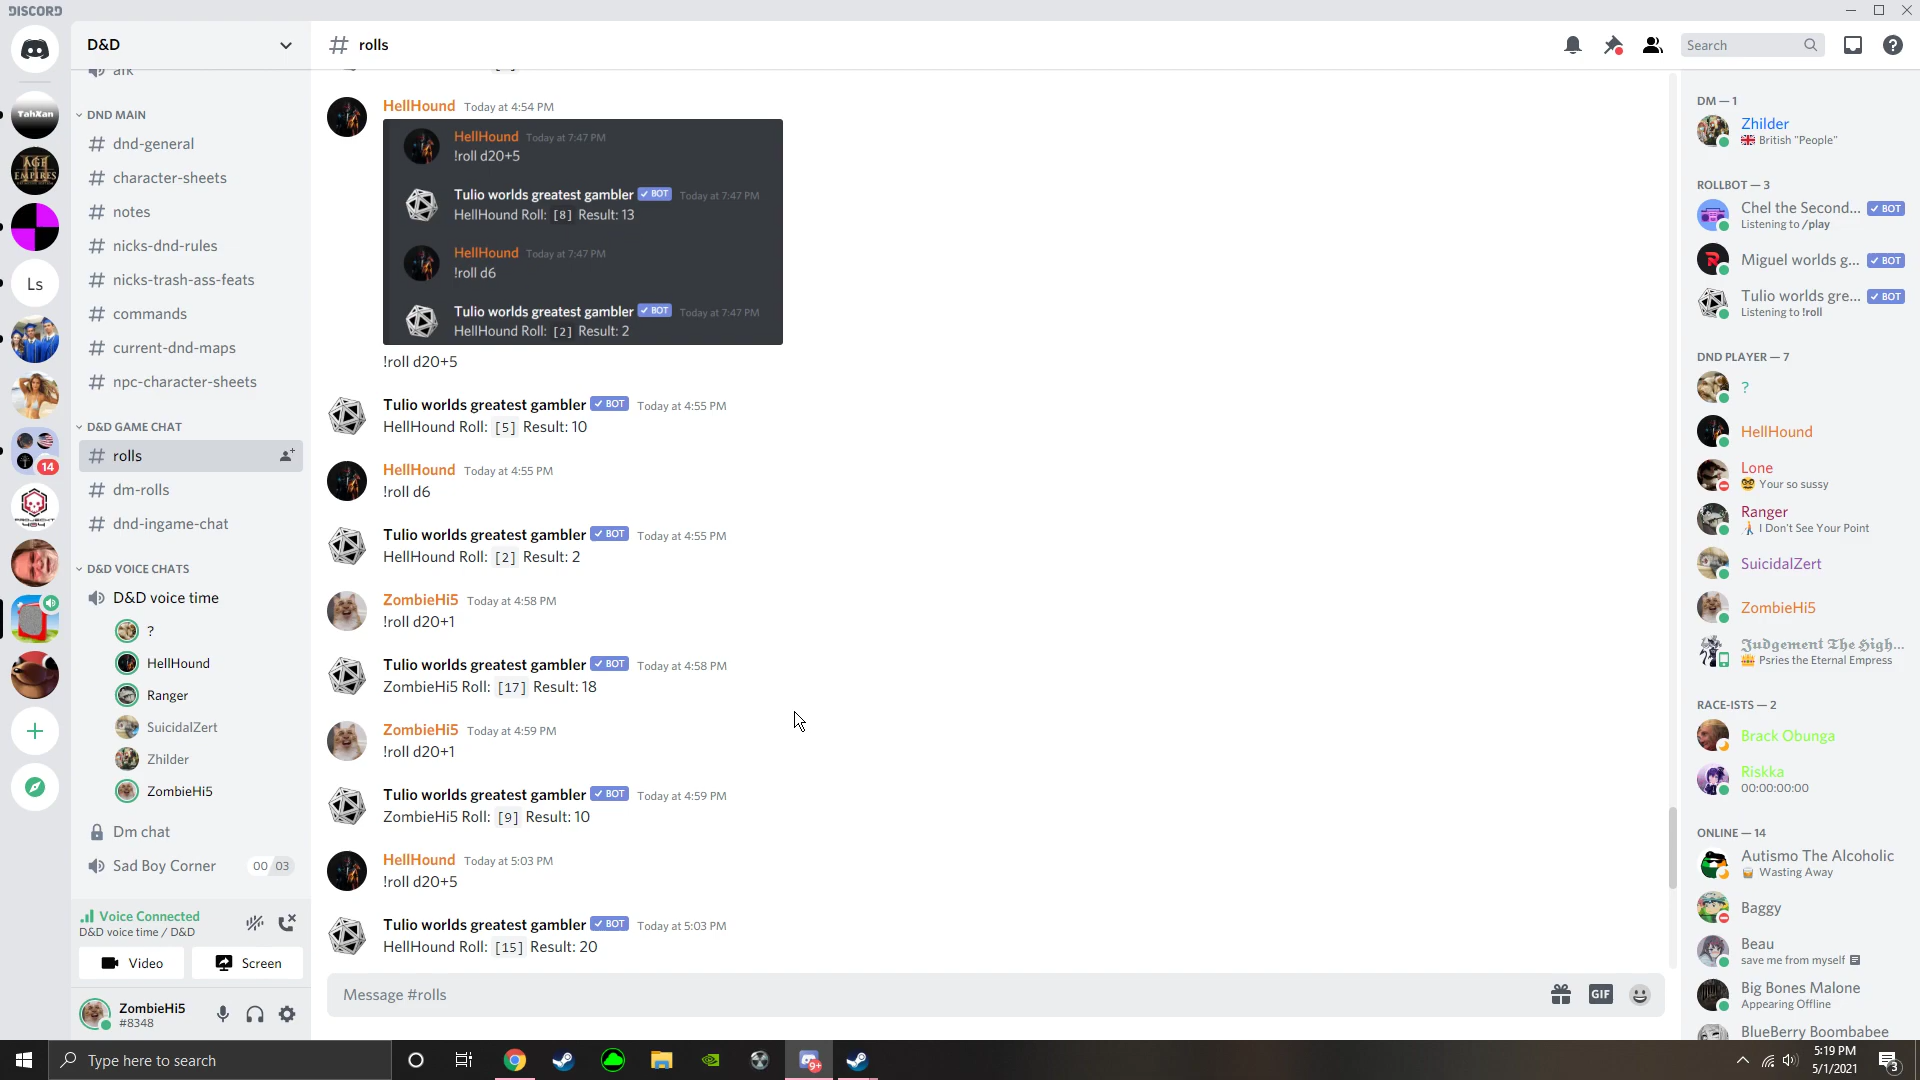 DISCORD
D&D
rolls
Search
afk
DND MAIN
dnd-general
character-sheets
notes
nicks-dnd-rules
nicks-trash-ass-feats
commands
current-dnd-maps
npc-character-sheets
D&D GAME CHAT
rolls
dm-rolls
dnd-ingame-chat
D&D VOICE CHATS
D&D voice time
?
HellHound
Ranger
SuicidalZert
Zhilder
ZombieHi5
Dm chat
Sad Boy Corner 00 03
Voice Connected
D&D voice time / D&D
Video Screen
ZombieHi5
#8348
TahXan
AGE
EMPIRES
III
Ls
14
PROJECT
404
HellHound Today at 4:54 PM
HellHound Today at 7:47 PM
!roll d20+5
Tulio worlds greatest gambler ✓ BOT Today at 7:47 PM
HellHound Roll: [8] Result: 13
HellHound Today at 7:47 PM
!roll d6
Tulio worlds greatest gambler ✓ BOT Today at 7:47 PM
HellHound Roll: [2] Result: 2
!roll d20+5
Tulio worlds greatest gambler ✓ BOT Today at 4:55 PM
HellHound Roll: [5] Result: 10
HellHound Today at 4:55 PM
!roll d6
Tulio worlds greatest gambler ✓ BOT Today at 4:55 PM
HellHound Roll: [2] Result: 2
ZombieHi5 Today at 4:58 PM
!roll d20+1
Tulio worlds greatest gambler ✓ BOT Today at 4:58 PM
ZombieHi5 Roll: [17] Result: 18
ZombieHi5 Today at 4:59 PM
!roll d20+1
Tulio worlds greatest gambler ✓ BOT Today at 4:59 PM
ZombieHi5 Roll: [9] Result: 10
HellHound Today at 5:03 PM
!roll d20+5
Tulio worlds greatest gambler ✓ BOT Today at 5:03 PM
HellHound Roll: [15] Result: 20
Message #rolls
GIF
DM — 1
Zhilder
British "People"
ROLLBOT — 3
Chel the Second... ✓ BOT
Listening to /play
Miguel worlds g... ✓ BOT
Tulio worlds gre... ✓ BOT
Listening to !roll
DND PLAYER — 7
?
HellHound
Lone
Your so sussy
Ranger
I Don't See Your Point
SuicidalZert
ZombieHi5
𝕵𝖚𝖉𝖌𝖊𝖒𝖊𝖓𝖙 𝕿𝖍𝖊 𝕳𝖎𝖌𝖍...
Psries the Eternal Empress
RACE-ISTS — 2
Brack Obunga
Riskka
00:00:00:00
ONLINE — 14
Autismo The Alcoholic
Wasting Away
Baggy
Beau
save me from myself
Big Bones Malone
Appearing Offline
BlueBerry Boombabee
Type here to search
9+
5:19 PM
5/1/2021
3